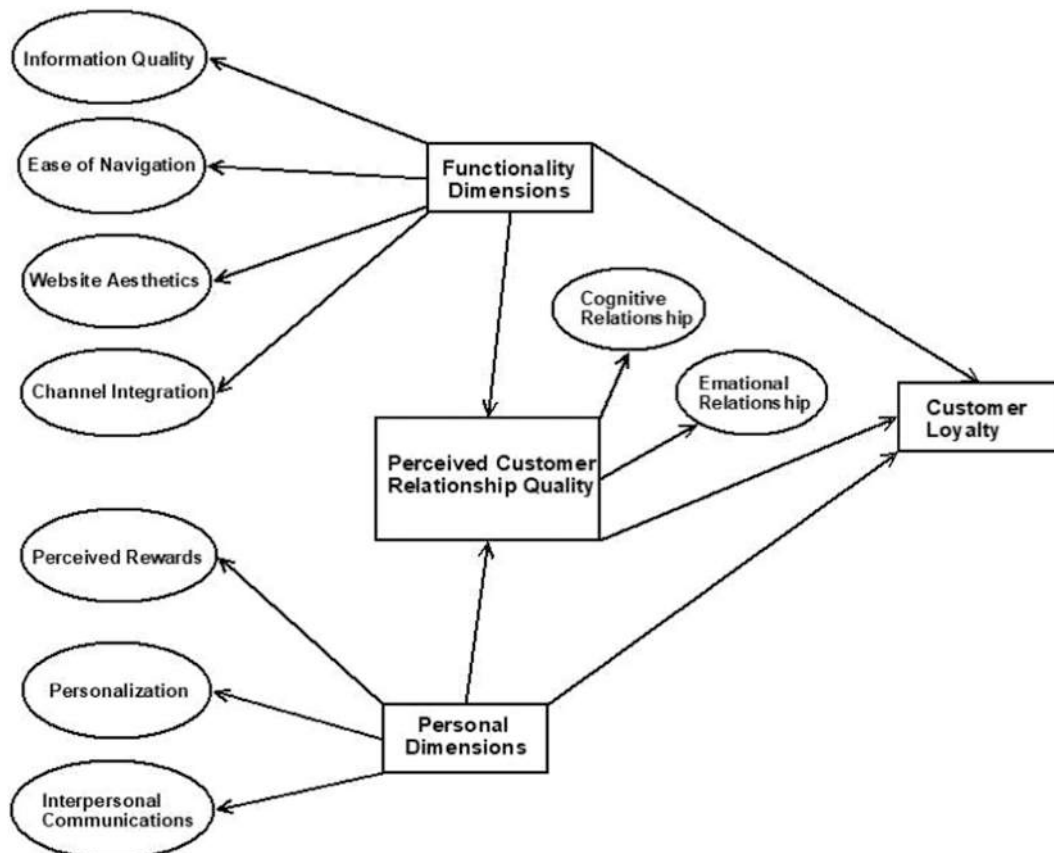 Information Quality
Ease of Navigation
Website Aesthetics
Channel Integration
Functionality
Dimensions
Cognitive
Relationship
Emational
Relationship
Customer
Loyalty
Perceived Customer
Relationship Quality
Perceived Rewards
Personalization
Interpersonal
Communications
Personal
Dimensions